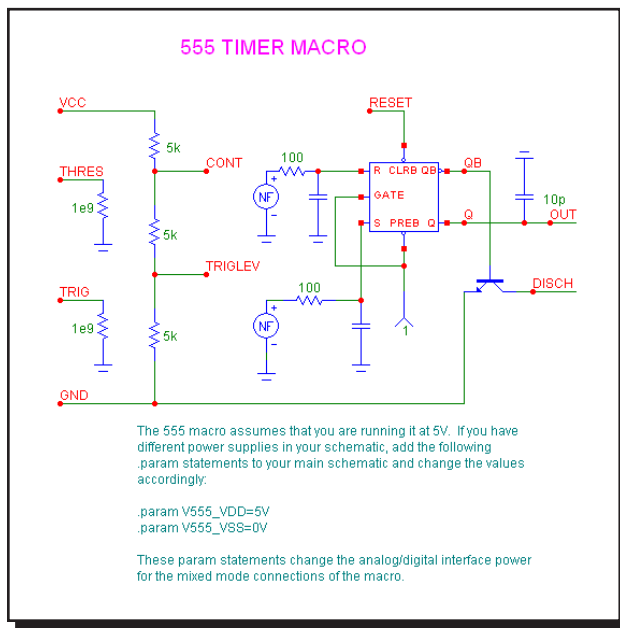 555 TIMER MACRO
VCC
RESET
5k
100
CONT
R CLRB QB
QB
THRES
NF
GATE
10p
1e9
S PREB Q
Q
OUT
5k
TRIGLEV
TRIG
100
DISCH
1e9
5k
NF
1
GND
The 555 macro assumes that you are running it at 5V. If you have
different power supplies in your schematic, add the following
.param statements to your main schematic and change the values
accordingly:
.param V555_VDD=5V
.param V555_VSS=0V
These param statements change the analog/digital interface power
for the mixed mode connections of the macro.